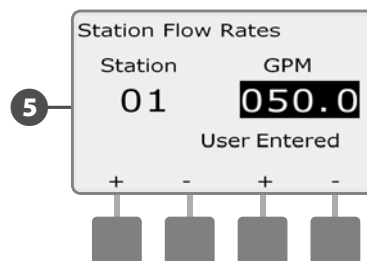 Station Flow Rates
Station GPM
5 01 050.0
User Entered
+ - + -